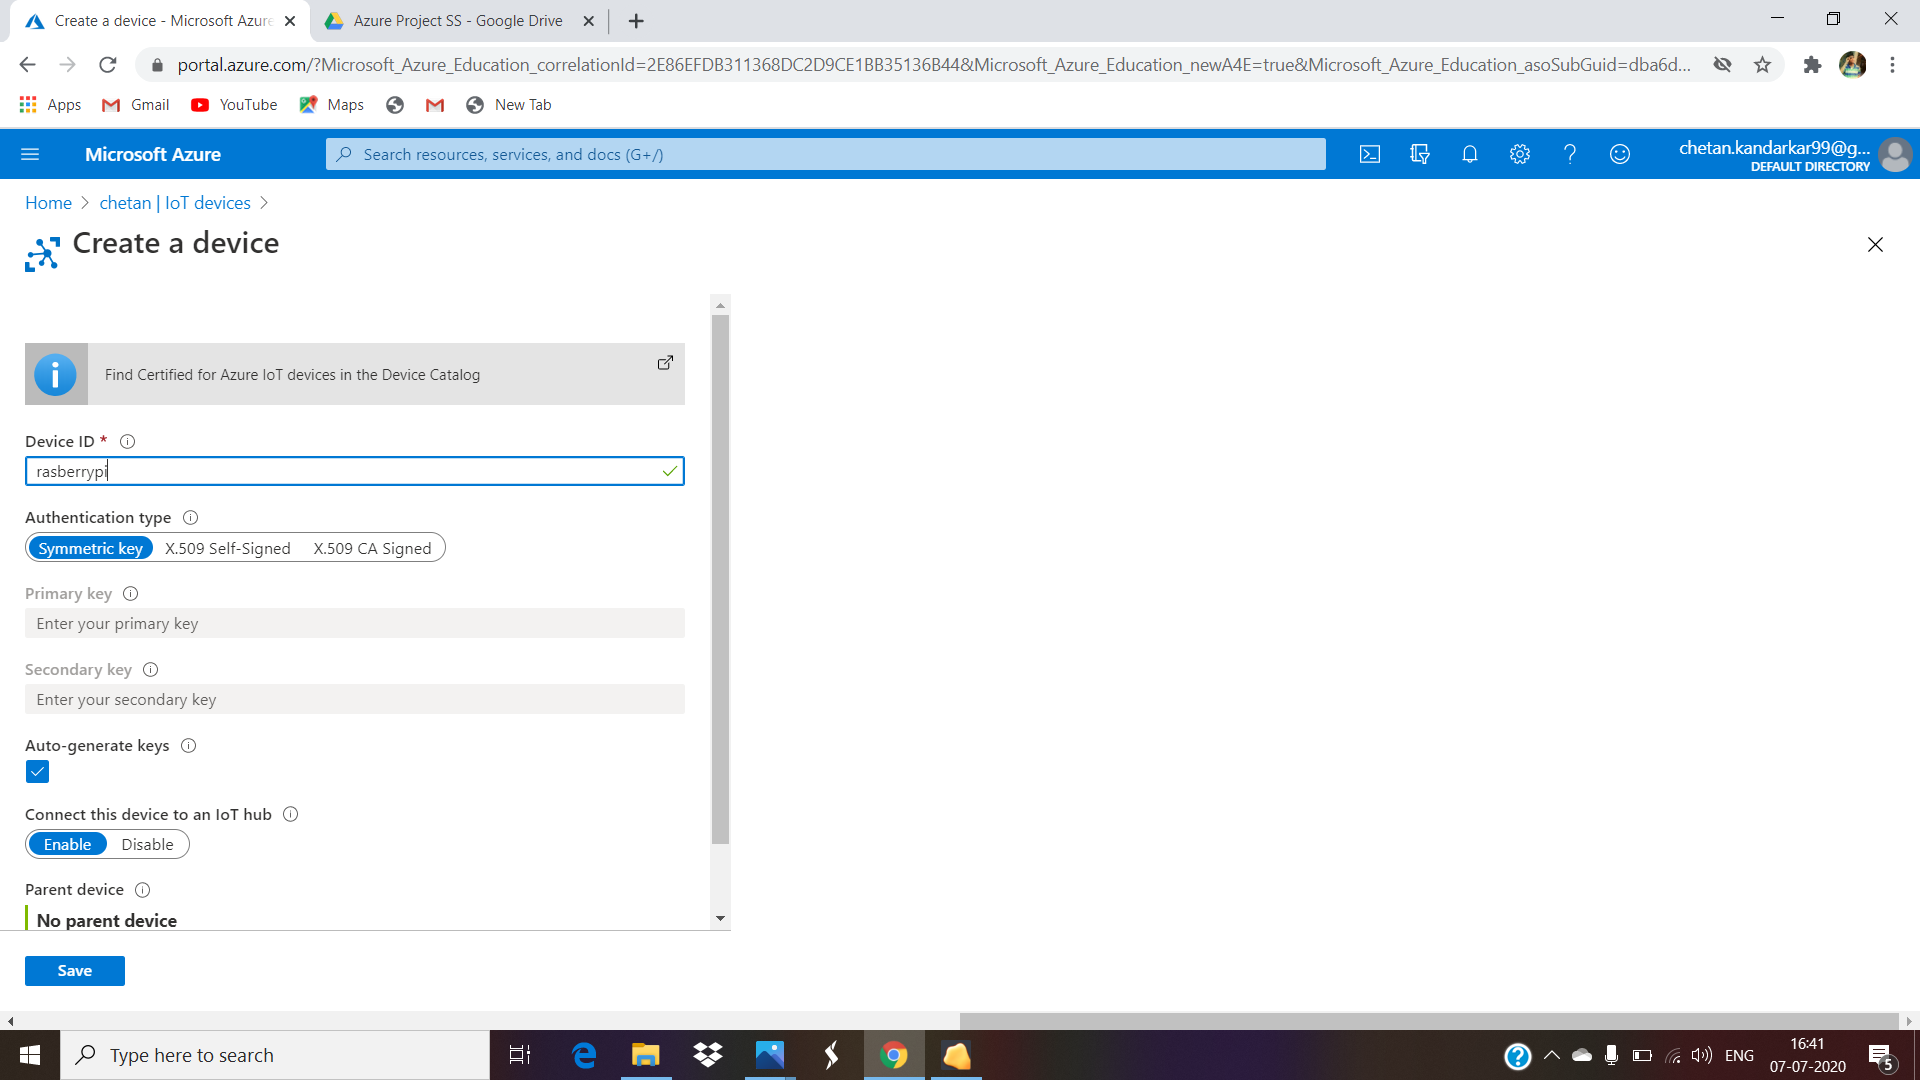 Create a device - Microsoft Azure
Azure Project SS - Google Drive
portal.azure.com/?Microsoft_Azure_Education_correlationId=2E86EFDB311368DC2D9CE1BB35136B44&Microsoft_Azure_Education_newA4E=true&Microsoft_Azure_Education_asoSubGuid=dba6d...
Apps Gmail YouTube Maps New Tab
Microsoft Azure
Search resources, services, and docs (G+/)
chetan.kandarkar99@g...
DEFAULT DIRECTORY
Home > chetan | IoT devices >
Create a device
Find Certified for Azure IoT devices in the Device Catalog
Device ID *
rasberrypi
Authentication type
Symmetric key X.509 Self-Signed X.509 CA Signed
Primary key
Enter your primary key
Secondary key
Enter your secondary key
Auto-generate keys
Connect this device to an IoT hub
Enable Disable
Parent device
No parent device
Save
Type here to search
ENG
16:41
07-07-2020
5